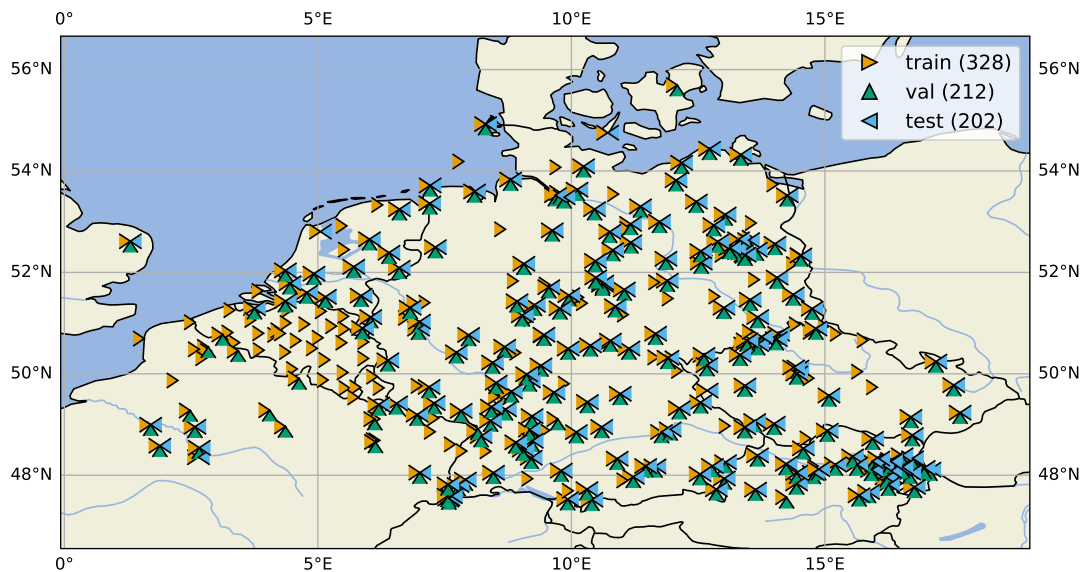 0° 5°E 10°E 15°E
56°N 56°N
train (328)
val (212)
test (202)
54°N 54°N
52°N 52°N
50°N 50°N
48°N 48°N
0° 5°E 10°E 15°E